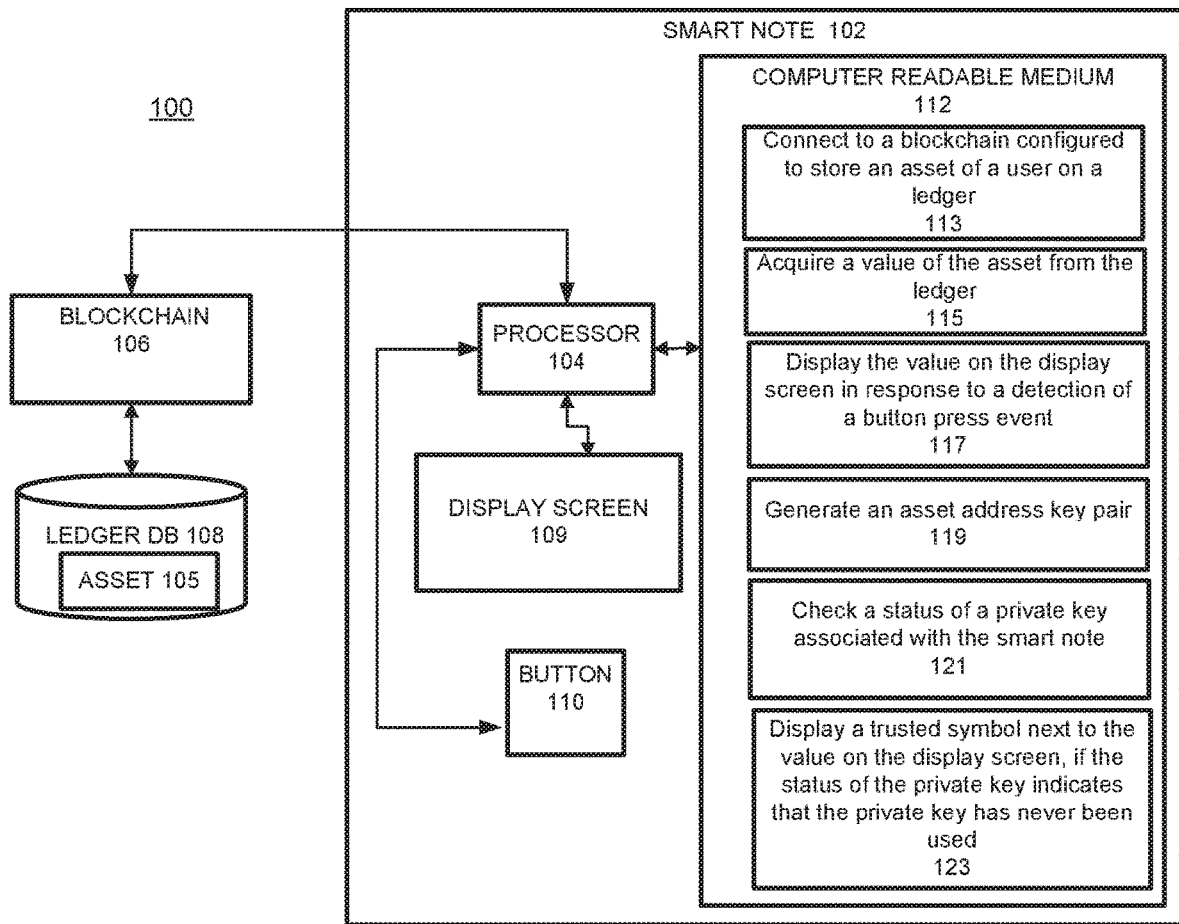 100
SMART NOTE 102
COMPUTER READABLE MEDIUM
112
Connect to a blockchain configured
to store an asset of a user on a
ledger
113
Acquire a value of the asset from the
ledger
115
Display the value on the display
screen in response to a detection of
a button press event
117
Generate an asset address key pair
119
Check a status of a private key
associated with the smart note
121
Display a trusted symbol next to the
value on the display screen, if the
status of the private key indicates
that the private key has never been
used
123
BLOCKCHAIN
106
PROCESSOR
104
LEDGER DB 108
ASSET 105
DISPLAY SCREEN
109
BUTTON
110